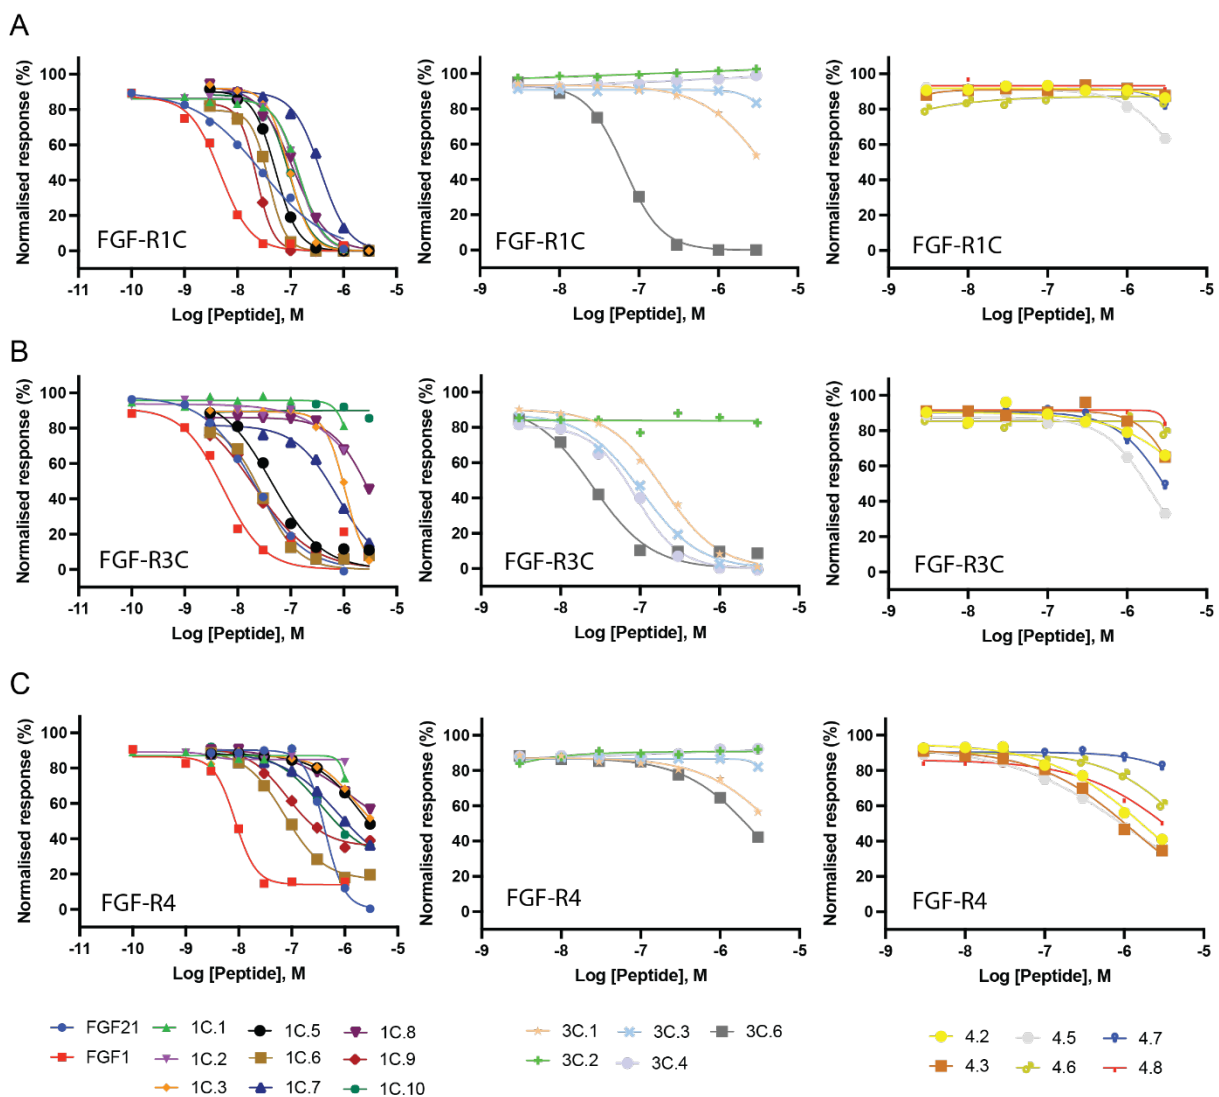 A
Normalised response (%)
100
80
60
40
20
0
FGF-R1C
-11 -10 -9 -8 -7 -6 -5
Log [Peptide], M
Normalised response (%)
100
80
60
40
20
0
FGF-R1C
-9 -8 -7 -6 -5
Log [Peptide], M
Normalised response (%)
100
80
60
40
20
0
FGF-R1C
-9 -8 -7 -6 -5
Log [Peptide], M
B
Normalised response (%)
100
80
60
40
20
0
FGF-R3C
-11 -10 -9 -8 -7 -6 -5
Log [Peptide], M
Normalised response (%)
100
80
60
40
20
0
FGF-R3C
-9 -8 -7 -6 -5
Log [Peptide], M
Normalised response (%)
100
80
60
40
20
0
FGF-R3C
-9 -8 -7 -6 -5
Log [Peptide], M
C
Normalised response (%)
100
80
60
40
20
0
FGF-R4
-11 -10 -9 -8 -7 -6 -5
Log [Peptide], M
Normalised response (%)
100
80
60
40
20
0
FGF-R4
-9 -8 -7 -6 -5
Log [Peptide], M
Normalised response (%)
100
80
60
40
20
0
FGF-R4
-9 -8 -7 -6 -5
Log [Peptide], M
FGF21 1C.1 1C.5 1C.8
FGF1 1C.2 1C.6 1C.9
1C.3 1C.7 1C.10
3C.1 3C.3 3C.6
3C.2 3C.4
4.2 4.5 4.7
4.3 4.6 4.8